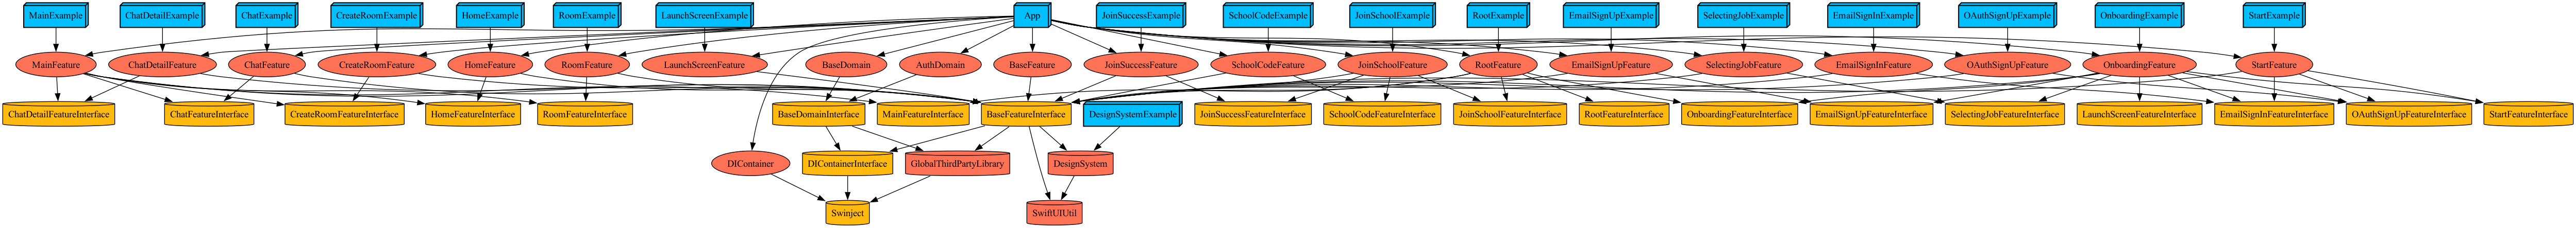 MainExample
ChatDetailExample
ChatExample
CreateRoomExample
HomeExample
RoomExample
LaunchScreenExample
App
JoinSuccessExample
SchoolCodeExample
JoinSchoolExample
RootExample
EmailSignUpExample
SelectingJobExample
EmailSignInExample
OAuthSignUpExample
OnboardingExample
StartExample
MainFeature
ChatDetailFeature
ChatFeature
CreateRoomFeature
HomeFeature
RoomFeature
LaunchScreenFeature
BaseDomain
AuthDomain
BaseFeature
JoinSuccessFeature
SchoolCodeFeature
JoinSchoolFeature
RootFeature
EmailSignUpFeature
SelectingJobFeature
EmailSignInFeature
OAuthSignUpFeature
OnboardingFeature
StartFeature
ChatDetailFeatureInterface
ChatFeatureInterface
CreateRoomFeatureInterface
HomeFeatureInterface
RoomFeatureInterface
BaseDomainInterface
MainFeatureInterface
BaseFeatureInterface
DesignSystemExample
JoinSuccessFeatureInterface
SchoolCodeFeatureInterface
JoinSchoolFeatureInterface
RootFeatureInterface
OnboardingFeatureInterface
EmailSignUpFeatureInterface
SelectingJobFeatureInterface
LaunchScreenFeatureInterface
EmailSignInFeatureInterface
OAuthSignUpFeatureInterface
StartFeatureInterface
DIContainer
DIContainerInterface
GlobalThirdPartyLibrary
DesignSystem
Swinject
SwiftUIUtil